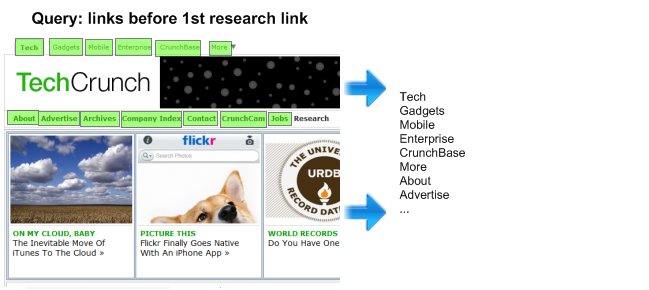 Query: links before 1st research link
Tech Gadgets Mobile Enterprise CrunchBase More
TechCrunch
About Advertise Archives Company Index Contact CrunchCam Jobs Research
flickr
Search Photos
THE UNIVER
URDB
RECORD DATA
ON MY CLOUD, BABY
The Inevitable Move Of
iTunes To The Cloud »
PICTURE THIS
Flickr Finally Goes Native
With An iPhone App »
WORLD RECORDS
Do You Have One
Tech
Gadgets
Mobile
Enterprise
CrunchBase
More
About
Advertise
...